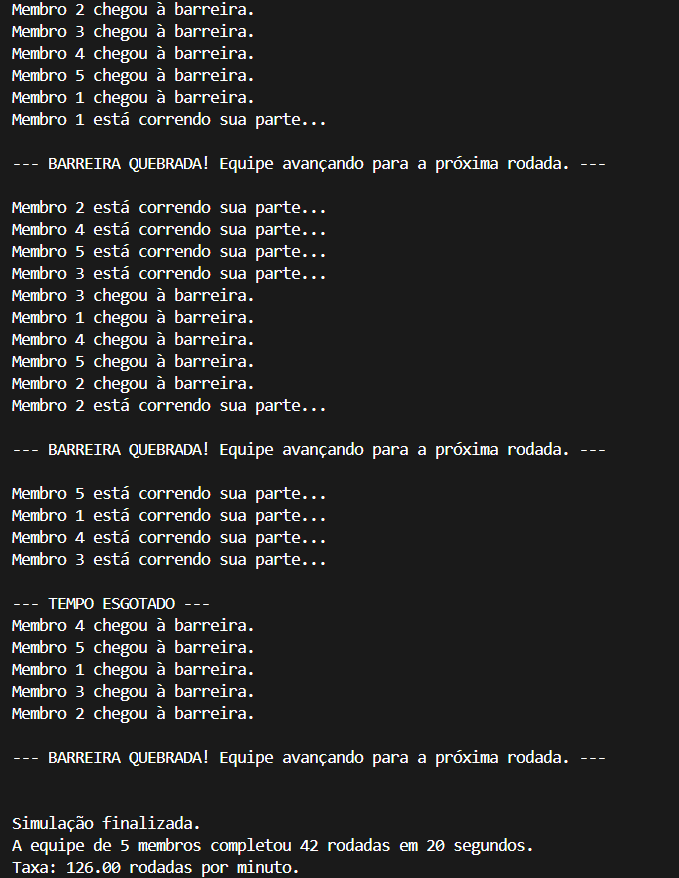 Membro 2 chegou à barreira.
Membro 3 chegou à barreira.
Membro 4 chegou à barreira.
Membro 5 chegou à barreira.
Membro 1 chegou à barreira.
Membro 1 está correndo sua parte...
--- BARREIRA QUEBRADA! Equipe avançando para a próxima rodada. ---
Membro 2 está correndo sua parte...
Membro 4 está correndo sua parte...
Membro 5 está correndo sua parte...
Membro 3 está correndo sua parte...
Membro 3 chegou à barreira.
Membro 1 chegou à barreira.
Membro 4 chegou à barreira.
Membro 5 chegou à barreira.
Membro 2 chegou à barreira.
Membro 2 está correndo sua parte...
--- BARREIRA QUEBRADA! Equipe avançando para a próxima rodada. ---
Membro 5 está correndo sua parte...
Membro 1 está correndo sua parte...
Membro 4 está correndo sua parte...
Membro 3 está correndo sua parte...
--- TEMPO ESGOTADO ---
Membro 4 chegou à barreira.
Membro 5 chegou à barreira.
Membro 1 chegou à barreira.
Membro 3 chegou à barreira.
Membro 2 chegou à barreira.
--- BARREIRA QUEBRADA! Equipe avançando para a próxima rodada. ---
Simulação finalizada.
A equipe de 5 membros completou 42 rodadas em 20 segundos.
Taxa: 126.00 rodadas por minuto.